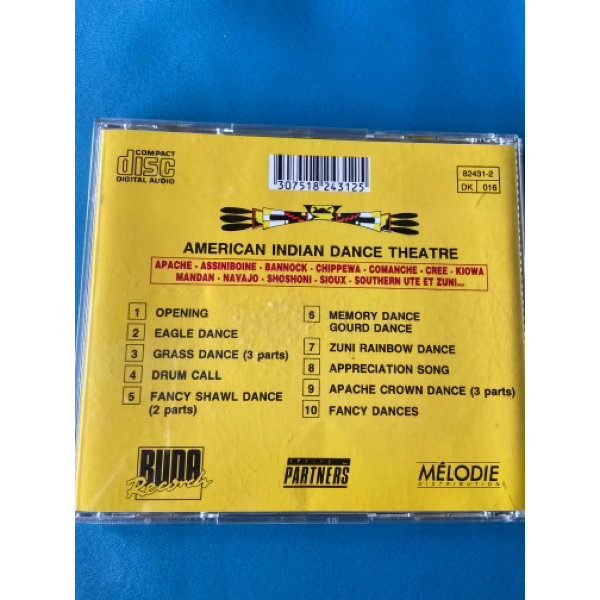 COMPACT
disc
DIGITAL AUDIO
307518 243125
82431-2
DK 016
AMERICAN INDIAN DANCE THEATRE
APACHE - ASSINIBOINE - BANNOCK - CHIPPEWA - COMANCHE - CREE - KIOWA
MANDAN - NAVAJO - SHOSHONI - SIOUX - SOUTHERN UTE ET ZUNI...
1 OPENING
2 EAGLE DANCE
3 GRASS DANCE (3 parts)
4 DRUM CALL
5 FANCY SHAWL DANCE
(2 parts)
6 MEMORY DANCE
GOURD DANCE
7 ZUNI RAINBOW DANCE
8 APPRECIATION SONG
9 APACHE CROWN DANCE (3 parts)
10 FANCY DANCES
BUDA
Records
PARTNERS
MÉLODIE
DISTRIBUTION